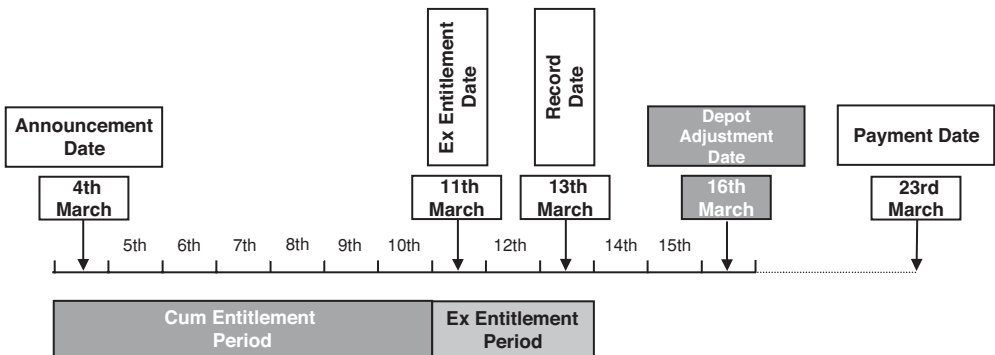 Announcement
Date
4th
March
Ex Entitlement
Date
11th
March
Record
Date
13th
March
Depot
Adjustment
Date
16th
March
Payment Date
23rd
March
5th
6th
7th
8th
9th
10th
12th
14th
15th
Cum Entitlement
Period
Ex Entitlement
Period